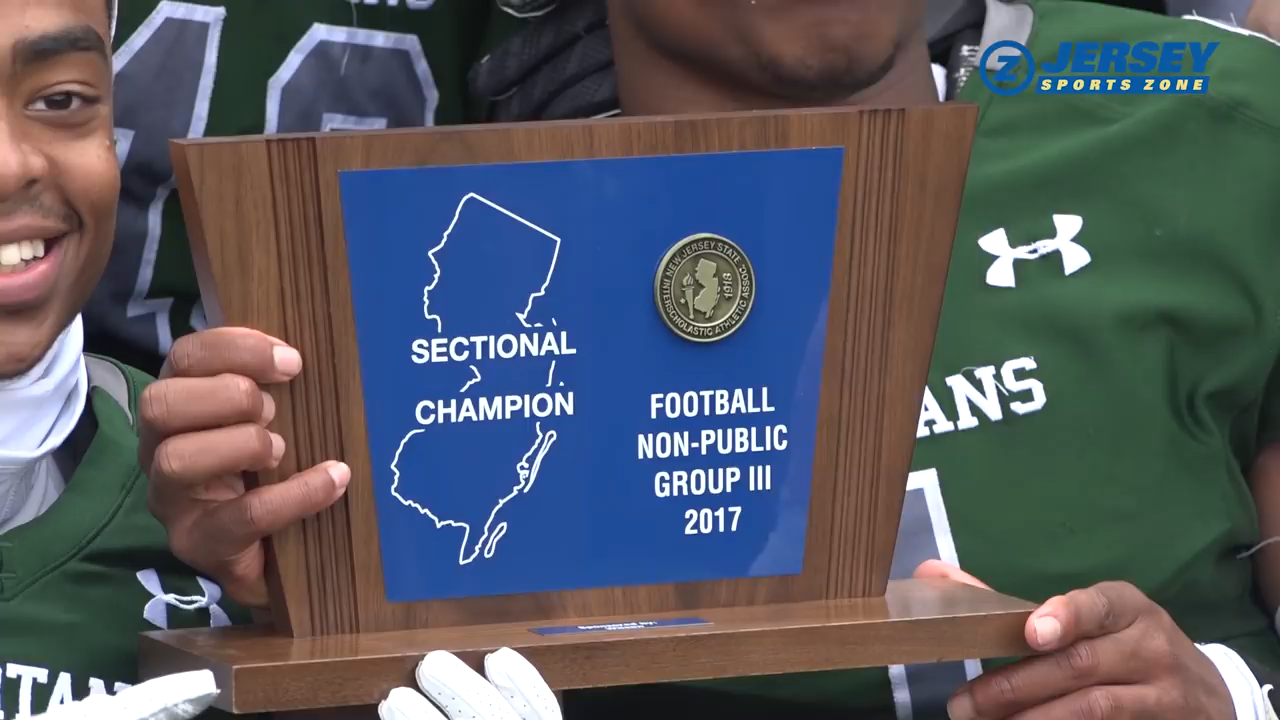 JERSEY
SPORTS ZONE
SECTIONAL
CHAMPION
NEW JERSEY STATE
INTERSCHOLASTIC ATHLETIC ASSOC
1918
FOOTBALL
NON-PUBLIC
GROUP III
2017
ANS
ITAN